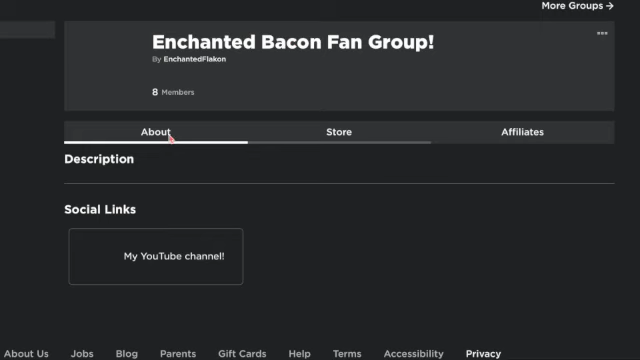 More Groups →
Enchanted Bacon Fan Group!
By EnchantedFlakon
8 Members
About Store Affiliates
Description
Social Links
My YouTube channel!
About Us Jobs Blog Parents Gift Cards Help Terms Accessibility Privacy